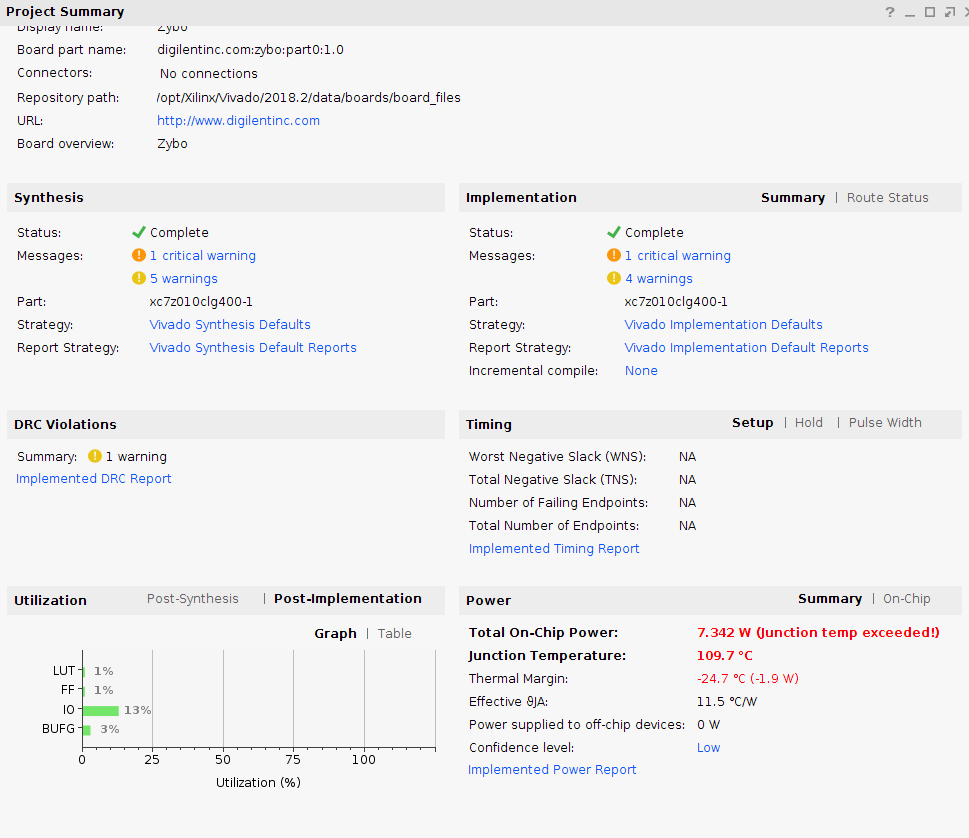 Project Summary
Display name: Zybo
Board part name: digilentinc.com:zybo:part0:1.0
Connectors: No connections
Repository path: /opt/Xilinx/Vivado/2018.2/data/boards/board_files
URL: http://www.digilentinc.com
Board overview: Zybo
Synthesis
Status: Complete
Messages: 1 critical warning
5 warnings
Part: xc7z010clg400-1
Strategy: Vivado Synthesis Defaults
Report Strategy: Vivado Synthesis Default Reports
Implementation Summary | Route Status
Status: Complete
Messages: 1 critical warning
4 warnings
Part: xc7z010clg400-1
Strategy: Vivado Implementation Defaults
Report Strategy: Vivado Implementation Default Reports
Incremental compile: None
DRC Violations
Summary: 1 warning
Implemented DRC Report
Timing Setup | Hold | Pulse Width
Worst Negative Slack (WNS): NA
Total Negative Slack (TNS): NA
Number of Failing Endpoints: NA
Total Number of Endpoints: NA
Implemented Timing Report
Utilization Post-Synthesis | Post-Implementation
Graph | Table
LUT 1%
FF 1%
IO 13%
BUFG 3%
0 25 50 75 100
Utilization (%)
Power Summary | On-Chip
Total On-Chip Power: 7.342 W (Junction temp exceeded!)
Junction Temperature: 109.7 °C
Thermal Margin: -24.7 °C (-1.9 W)
Effective ϑJA: 11.5 °C/W
Power supplied to off-chip devices: 0 W
Confidence level: Low
Implemented Power Report